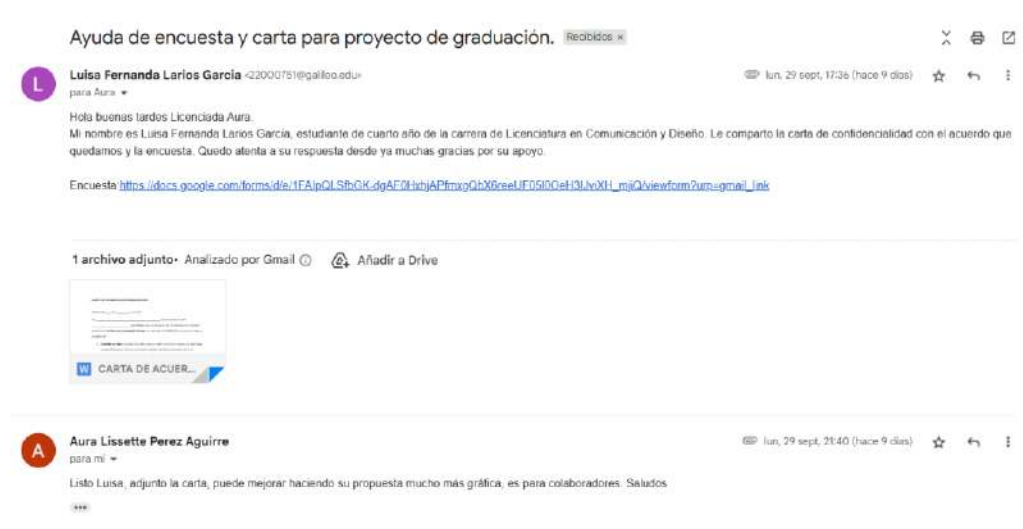 Ayuda de encuesta y carta para proyecto de graduación. Recibidos ×
L
Luisa Fernanda Larios Garcia <22000751@galileo.edu>
lun, 29 sept, 17:36 (hace 9 días)
para Aura
Hola buenas tardes Licenciada Aura.
Mi nombre es Luisa Fernanda Larios García, estudiante de cuarto año de la carrera de Licenciatura en Comunicación y Diseño. Le comparto la carta de confidencialidad con el acuerdo que
quedamos y la encuesta. Quedo atenta a su respuesta desde ya muchas gracias por su apoyo.
Encuesta:
1 archivo adjunto • Analizado por Gmail
Añadir a Drive
W CARTA DE ACUER...
A
Aura Lissette Perez Aguirre
lun, 29 sept, 21:40 (hace 9 días)
para mí
Listo Luisa, adjunto la carta, puede mejorar haciendo su propuesta mucho más gráfica, es para colaboradores. Saludos